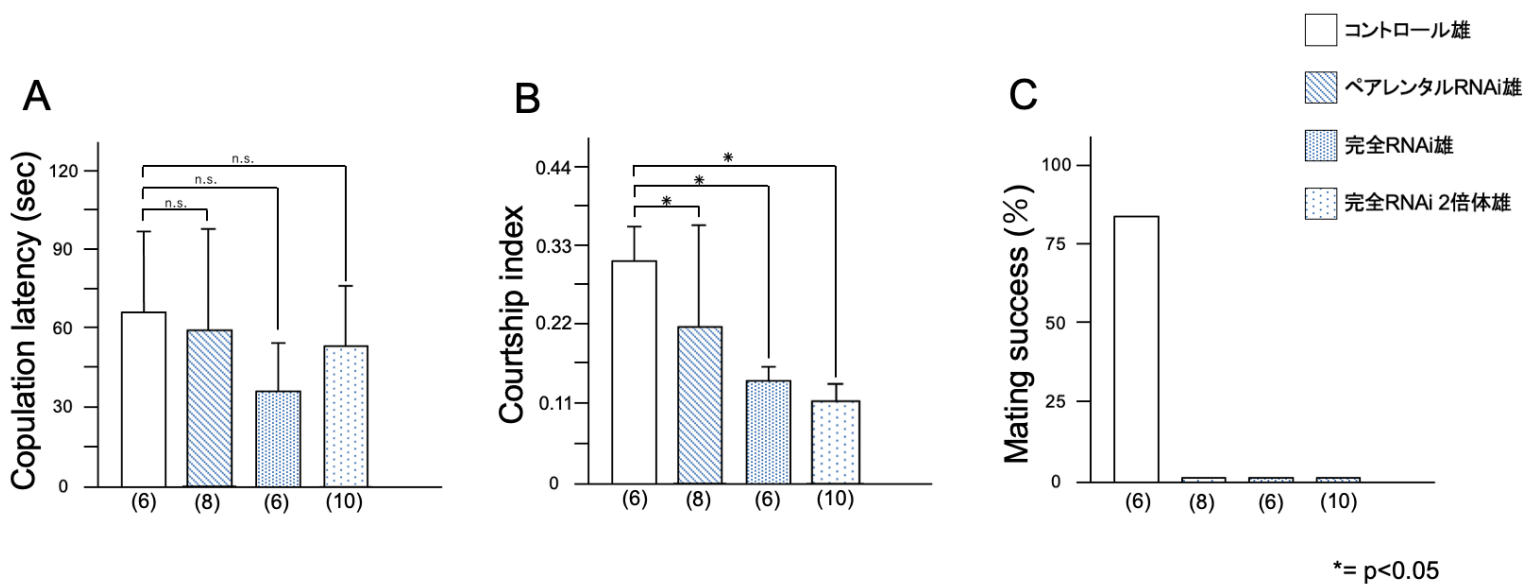 コントロール雄
ペアレンタルRNAi雄
完全RNAi雄
完全RNAi 2倍体雄
A
Copulation latency (sec)
120
90
60
30
0
n.s.
n.s.
n.s.
(6) (8) (6) (10)
B
Courtship index
0.44
0.33
0.22
0.11
0
*
*
*
(6) (8) (6) (10)
C
Mating success (%)
100
75
50
25
0
(6) (8) (6) (10)
*= p<0.05